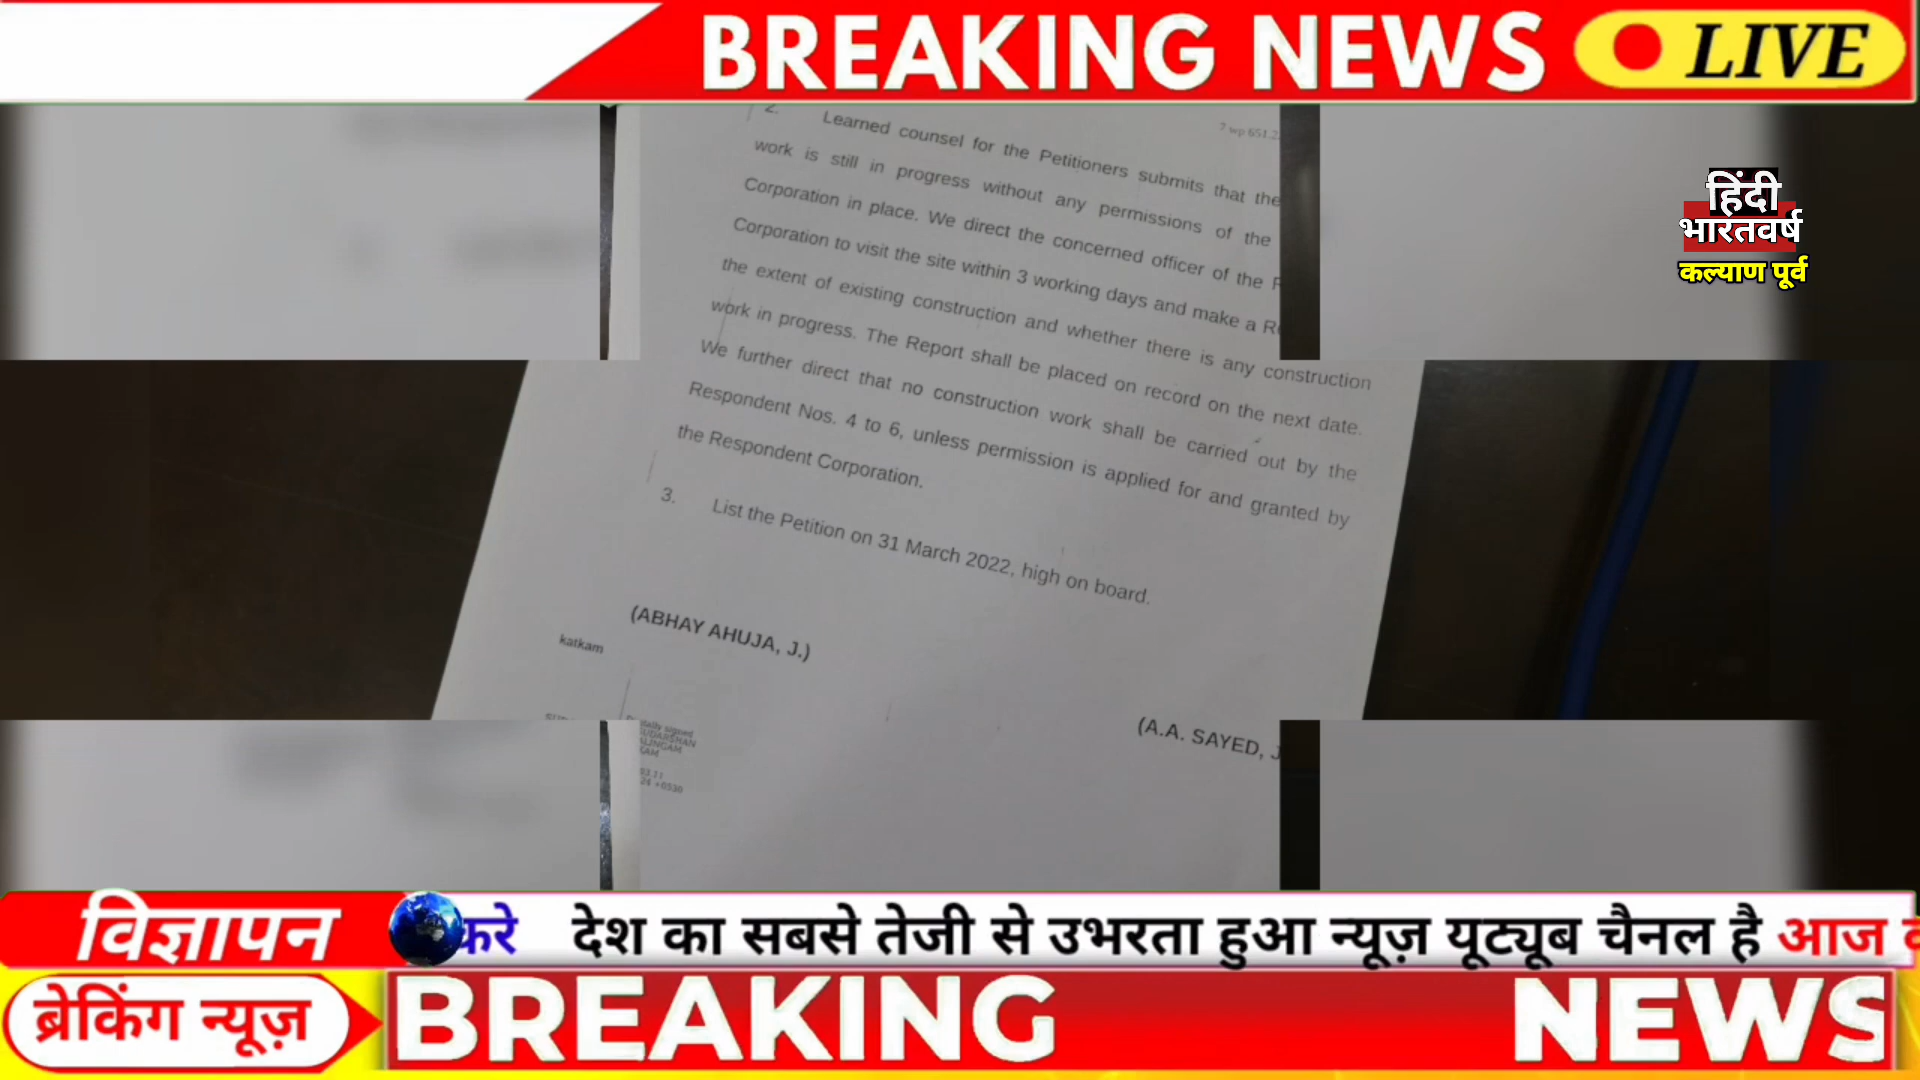 BREAKING NEWS LIVE
हिंदी
भारतवर्ष
कल्याण पूर्व
7 wp 651.2
2. Learned counsel for the Petitioners submits that the
work is still in progress without any permissions of the
Corporation in place. We direct the concerned officer of the
Corporation to visit the site within 3 working days and make a
the extent of existing construction and whether there is any construction
work in progress. The Report shall be placed on record on the next date.
We further direct that no construction work shall be carried out by the
Respondent Nos. 4 to 6, unless permission is applied for and granted by
the Respondent Corporation.
3. List the Petition on 31 March 2022, high on board.
(ABHAY AHUJA, J.)
katkam
(A.A. SAYED, J
विज्ञापन
करे देश का सबसे तेजी से उभरता हुआ न्यूज़ यूट्यूब चैनल है आज
ब्रेकिंग न्यूज़
BREAKING NEWS